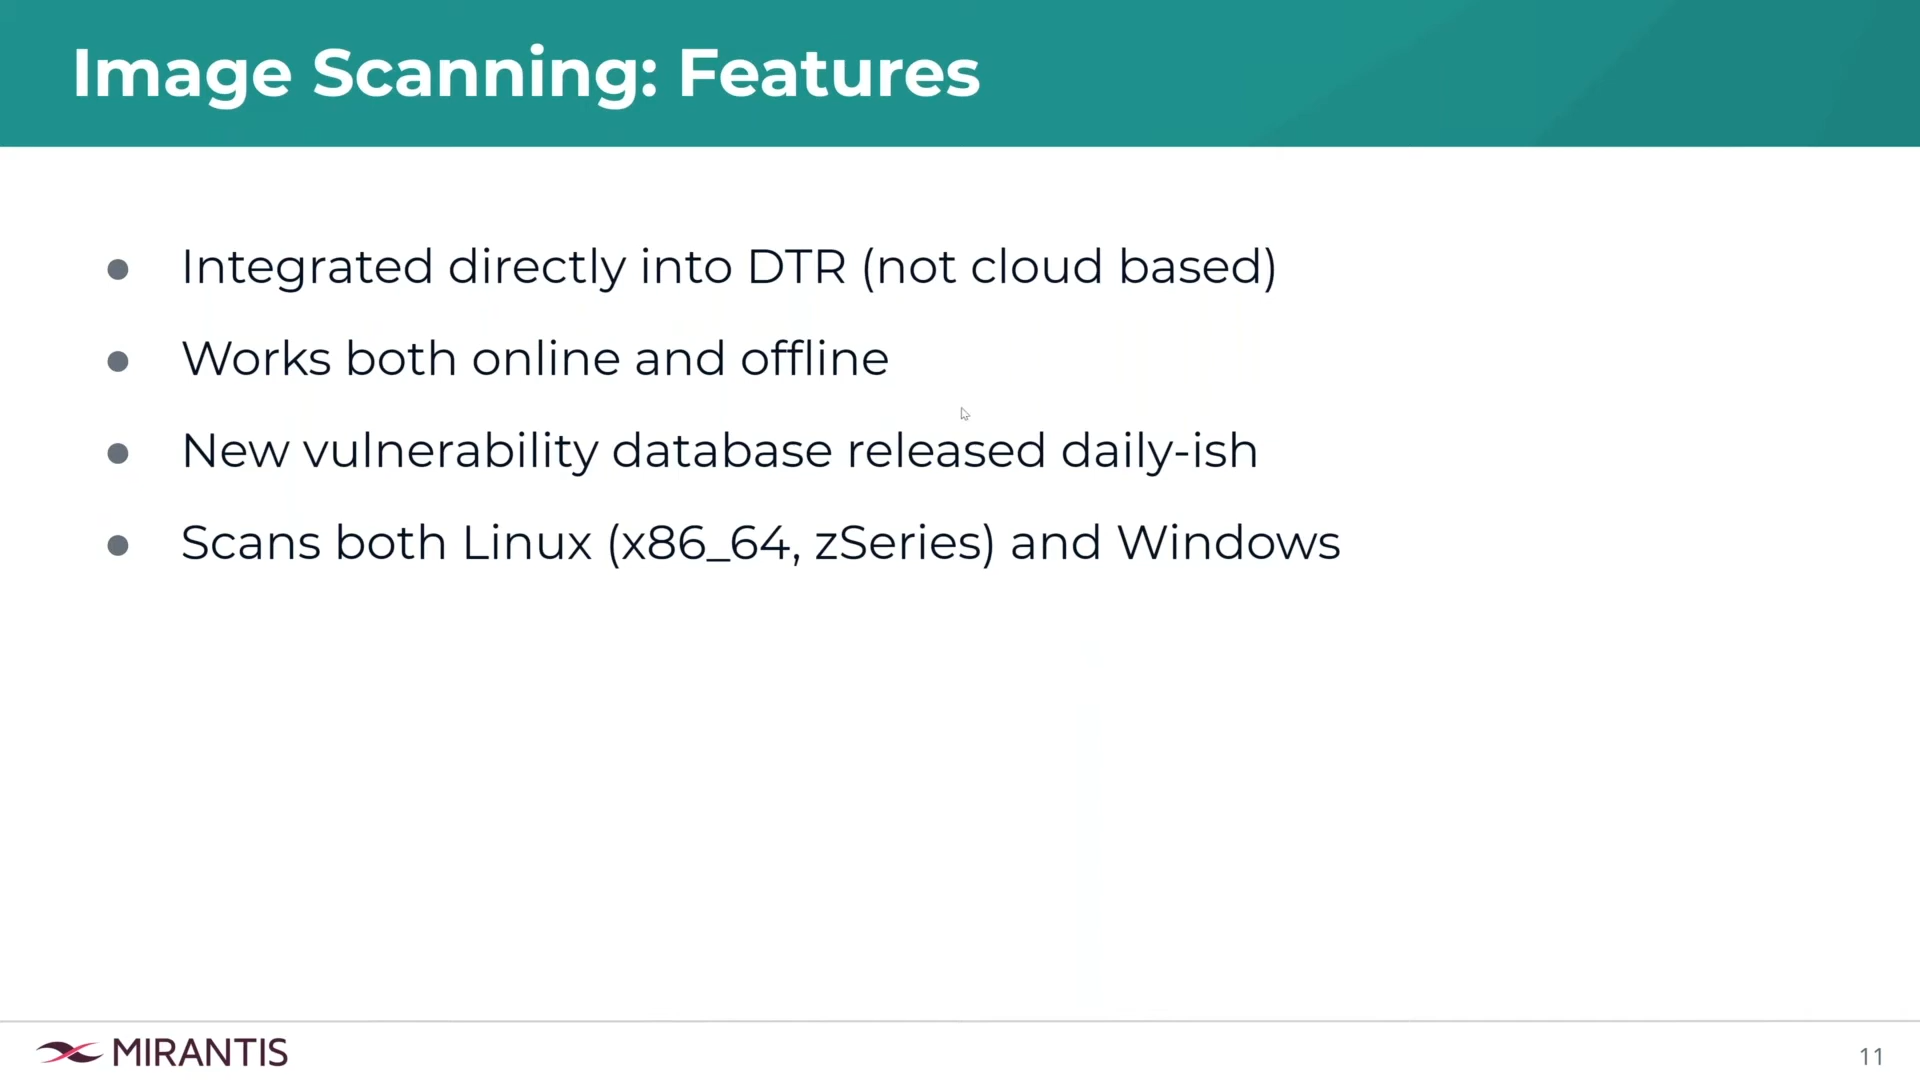 Image Scanning: Features
● Integrated directly into DTR (not cloud based)
● Works both online and offline
● New vulnerability database released daily-ish
● Scans both Linux (x86_64, zSeries) and Windows
MIRANTIS
11